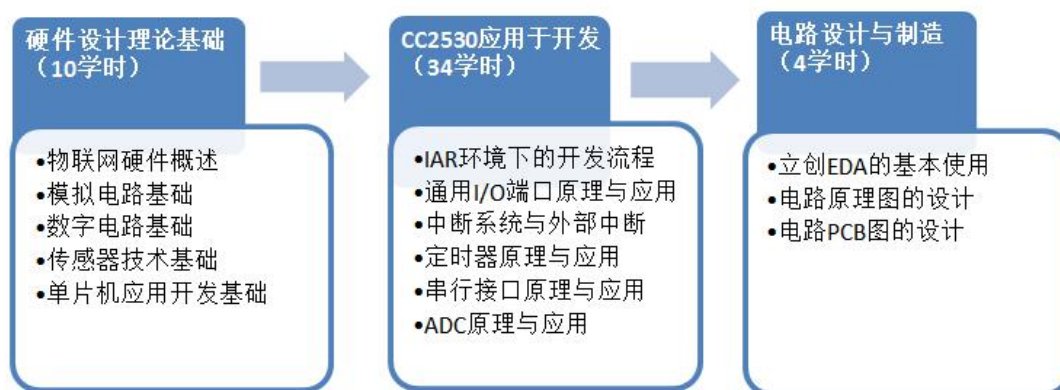 硬件设计理论基础
（10学时）
•物联网硬件概述
•模拟电路基础
•数字电路基础
•传感器技术基础
•单片机应用开发基础
CC2530应用于开发
（34学时）
•IAR环境下的开发流程
•通用I/O端口原理与应用
•中断系统与外部中断
•定时器原理与应用
•串行接口原理与应用
•ADC原理与应用
电路设计与制造
（4学时）
•立创EDA的基本使用
•电路原理图的设计
•电路PCB图的设计